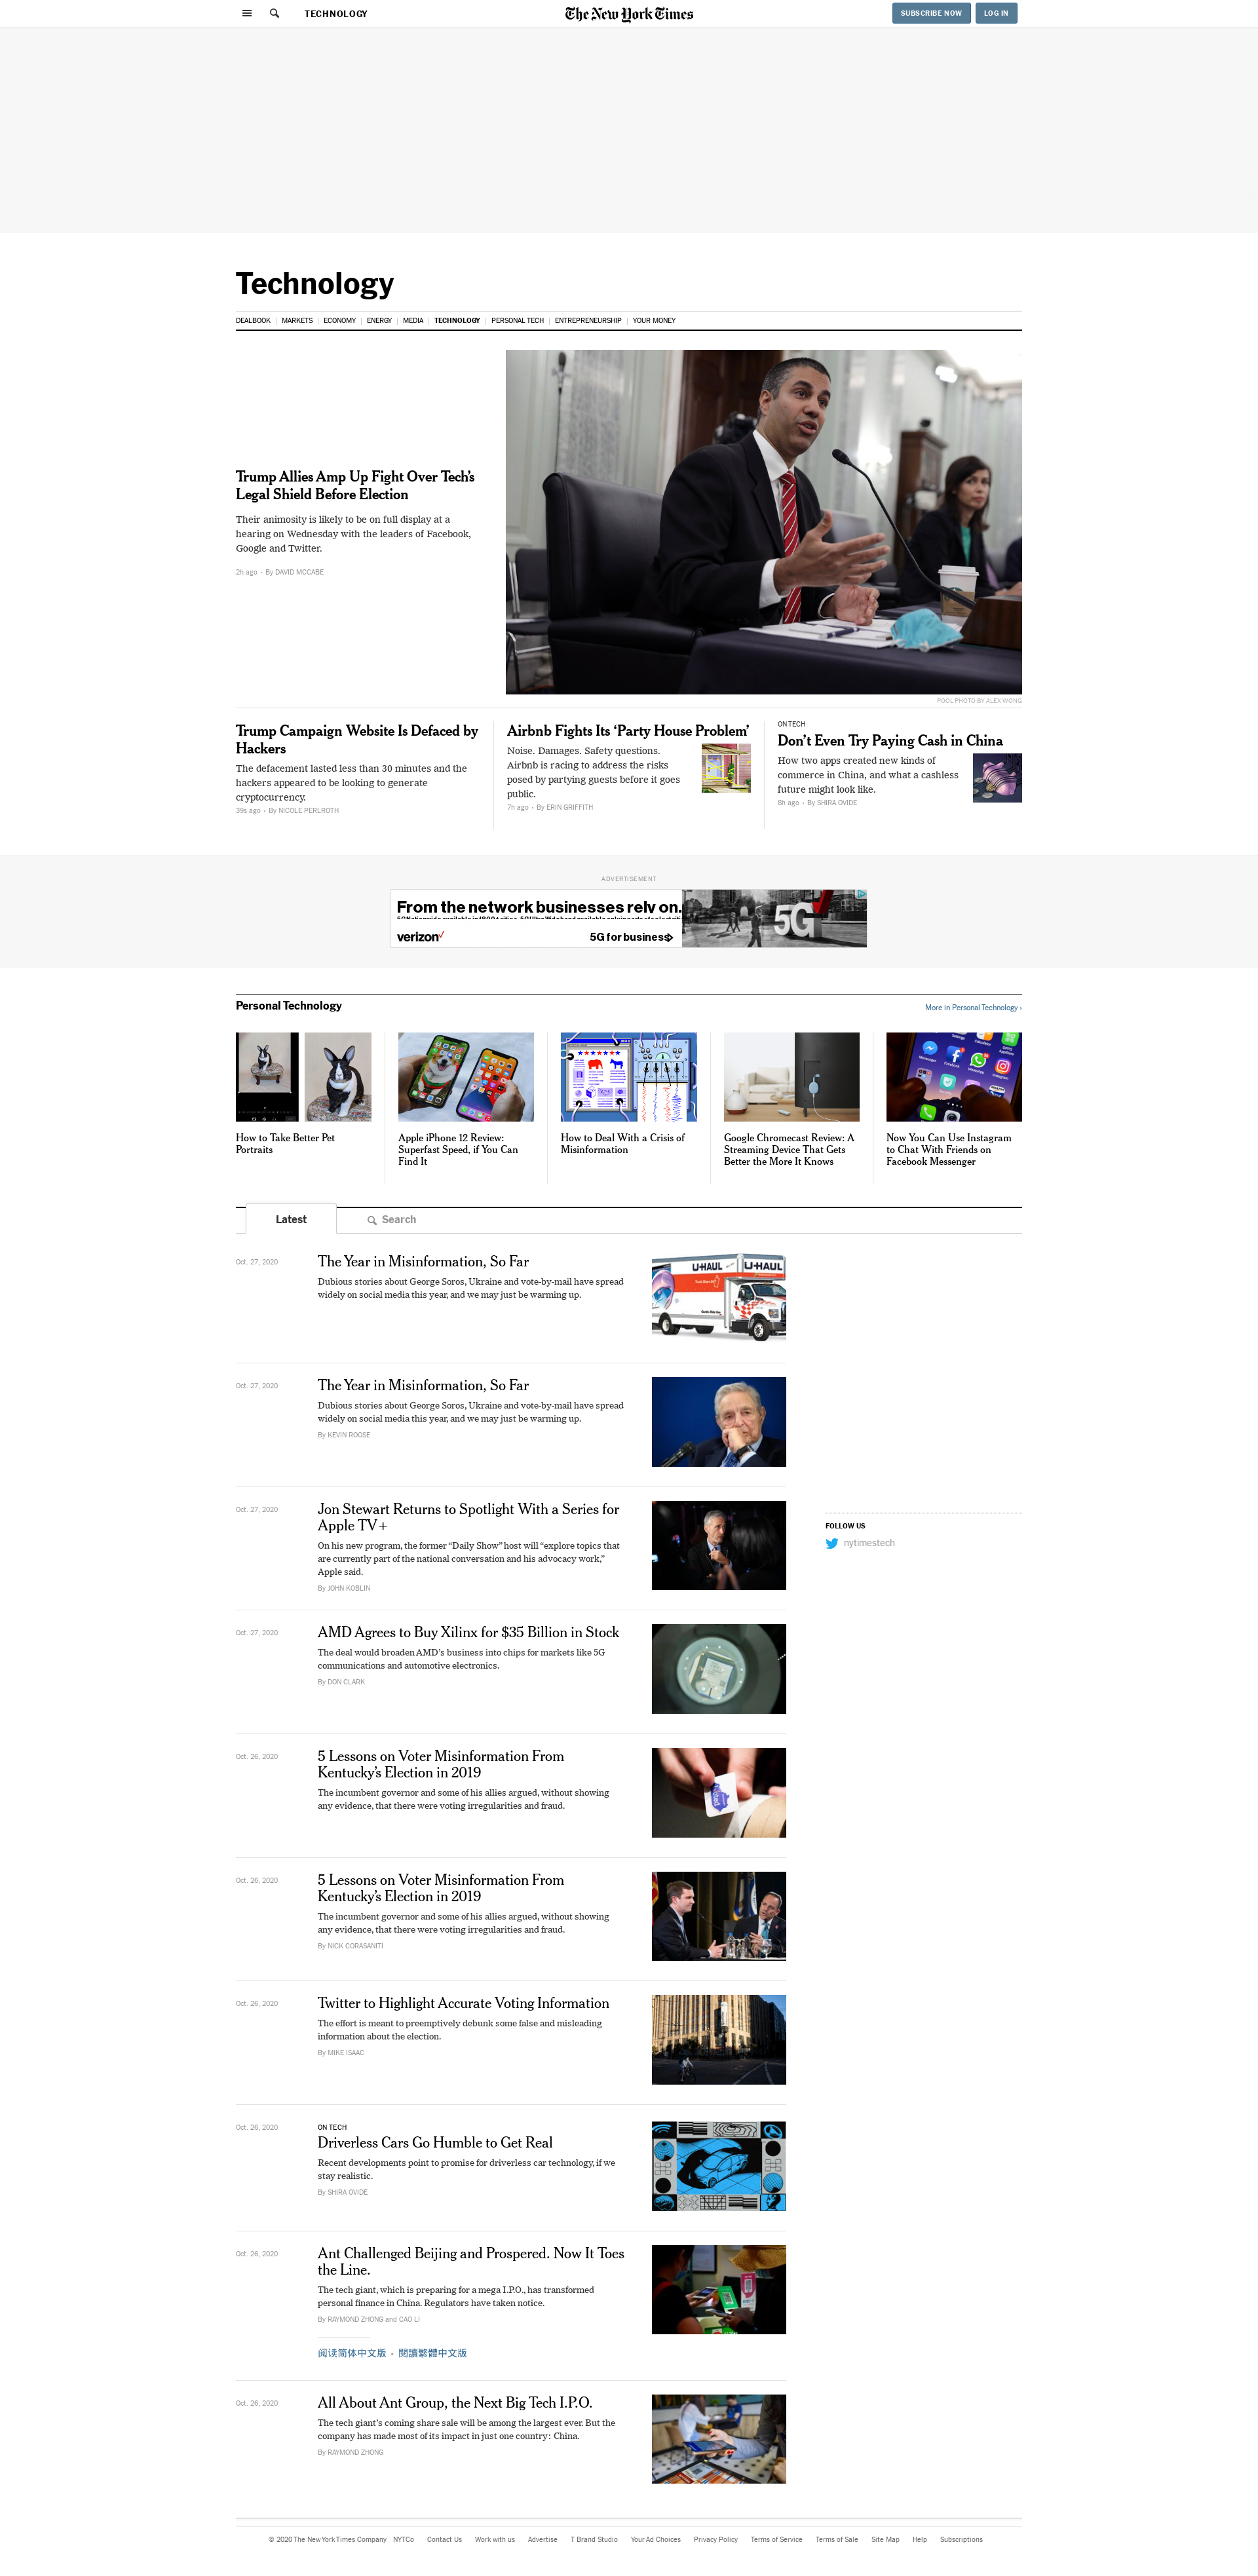 TECHNOLOGY
The New York Times
SUBSCRIBE NOW
LOG IN
Technology
DEALBOOK | MARKETS | ECONOMY | ENERGY | MEDIA | TECHNOLOGY | PERSONAL TECH | ENTREPRENEURSHIP | YOUR MONEY
Trump Allies Amp Up Fight Over Tech’s
Legal Shield Before Election
Their animosity is likely to be on full display at a
hearing on Wednesday with the leaders of Facebook,
Google and Twitter.
2h ago • By DAVID MCCABE
POOL PHOTO BY ALEX WONG
Trump Campaign Website Is Defaced by
Hackers
The defacement lasted less than 30 minutes and the
hackers appeared to be looking to generate
cryptocurrency.
39s ago • By NICOLE PERLROTH
Airbnb Fights Its ‘Party House Problem’
Noise. Damages. Safety questions.
Airbnb is racing to address the risks
posed by partying guests before it goes
public.
7h ago • By ERIN GRIFFITH
ON TECH
Don’t Even Try Paying Cash in China
How two apps created new kinds of
commerce in China, and what a cashless
future might look like.
8h ago • By SHIRA OVIDE
ADVERTISEMENT
From the network businesses rely on.
verizon✓
5G for business
5G
Personal Technology
More in Personal Technology ›
How to Take Better Pet
Portraits
Apple iPhone 12 Review:
Superfast Speed, if You Can
Find It
How to Deal With a Crisis of
Misinformation
Google Chromecast Review: A
Streaming Device That Gets
Better the More It Knows
Now You Can Use Instagram
to Chat With Friends on
Facebook Messenger
Latest
Search
Oct. 27, 2020
The Year in Misinformation, So Far
Dubious stories about George Soros, Ukraine and vote-by-mail have spread
widely on social media this year, and we may just be warming up.
U-HAUL
U-HAUL
Oct. 27, 2020
The Year in Misinformation, So Far
Dubious stories about George Soros, Ukraine and vote-by-mail have spread
widely on social media this year, and we may just be warming up.
By KEVIN ROOSE
Oct. 27, 2020
Jon Stewart Returns to Spotlight With a Series for
Apple TV+
On his new program, the former “Daily Show” host will “explore topics that
are currently part of the national conversation and his advocacy work,”
Apple said.
By JOHN KOBLIN
FOLLOW US
nytimestech
Oct. 27, 2020
AMD Agrees to Buy Xilinx for $35 Billion in Stock
The deal would broaden AMD’s business into chips for markets like 5G
communications and automotive electronics.
By DON CLARK
Oct. 26, 2020
5 Lessons on Voter Misinformation From
Kentucky’s Election in 2019
The incumbent governor and some of his allies argued, without showing
any evidence, that there were voting irregularities and fraud.
Oct. 26, 2020
5 Lessons on Voter Misinformation From
Kentucky’s Election in 2019
The incumbent governor and some of his allies argued, without showing
any evidence, that there were voting irregularities and fraud.
By NICK CORASANITI
Oct. 26, 2020
Twitter to Highlight Accurate Voting Information
The effort is meant to preemptively debunk some false and misleading
information about the election.
By MIKE ISAAC
Oct. 26, 2020
ON TECH
Driverless Cars Go Humble to Get Real
Recent developments point to promise for driverless car technology, if we
stay realistic.
By SHIRA OVIDE
Oct. 26, 2020
Ant Challenged Beijing and Prospered. Now It Toes
the Line.
The tech giant, which is preparing for a mega I.P.O., has transformed
personal finance in China. Regulators have taken notice.
By RAYMOND ZHONG and CAO LI
阅读简体中文版 • 閱讀繁體中文版
Oct. 26, 2020
All About Ant Group, the Next Big Tech I.P.O.
The tech giant’s coming share sale will be among the largest ever. But the
company has made most of its impact in just one country: China.
By RAYMOND ZHONG
© 2020 The New York Times Company NYTCo Contact Us Work with us Advertise T Brand Studio Your Ad Choices Privacy Policy Terms of Service Terms of Sale Site Map Help Subscriptions